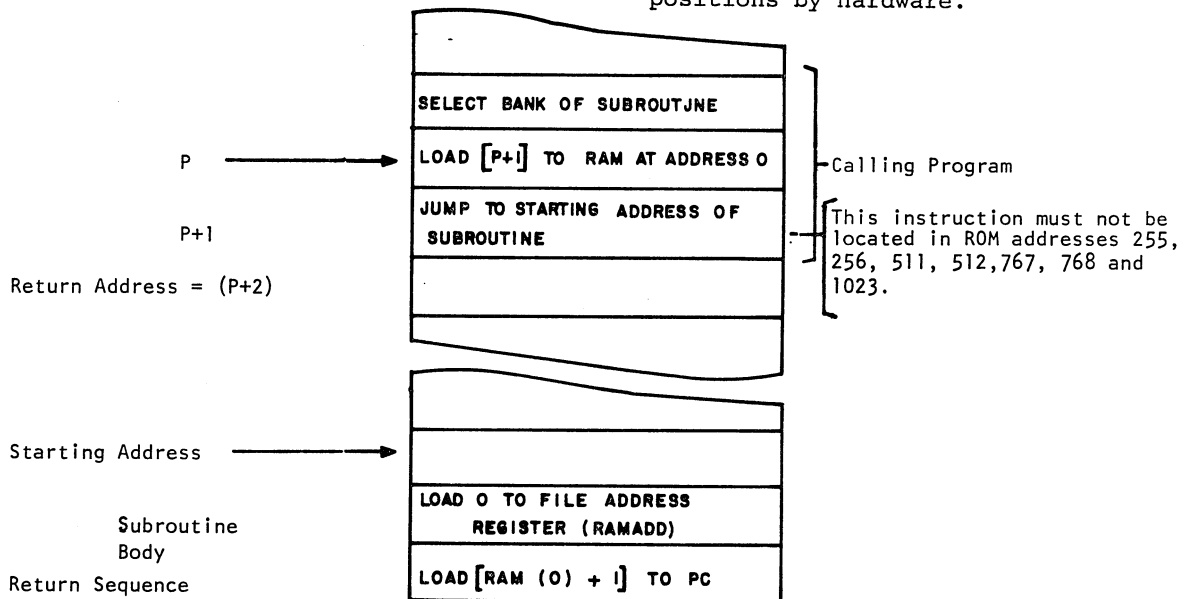 positions by hardware.
SELECT BANK OF SUBROUTJNE
P
LOAD [P+1] TO RAM AT ADDRESS 0
Calling Program
JUMP TO STARTING ADDRESS OF
SUBROUTINE
P+1
This instruction must not be
located in ROM addresses 255,
256, 511, 512,767, 768 and
1023.
Return Address = (P+2)
Starting Address
LOAD 0 TO FILE ADDRESS
REGISTER (RAMADD)
Subroutine
Body
Return Sequence
LOAD [RAM (0) + 1] TO PC